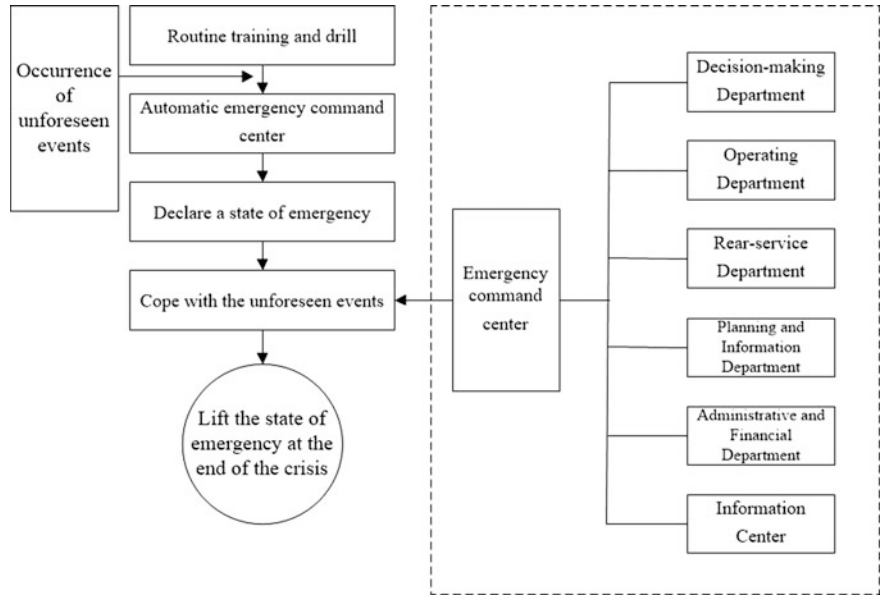 Occurrence
of
unforeseen
events
Routine training and drill
Automatic emergency command
center
Declare a state of emergency
Cope with the unforeseen events
Lift the state of
emergency at the
end of the crisis
Emergency
command
center
Decision-making
Department
Operating
Department
Rear-service
Department
Planning and
Information
Department
Administrative and
Financial
Department
Information
Center